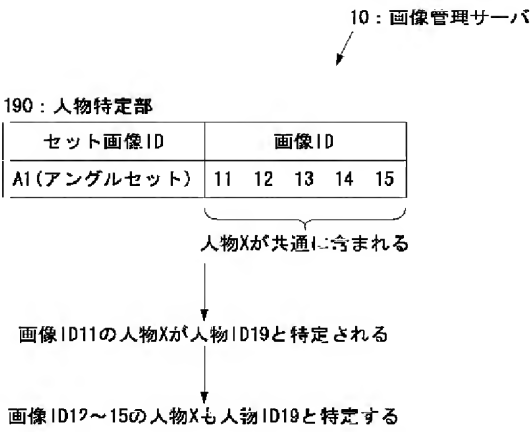 10：画像管理サーバ
190：人物特定部
セット画像ID 画像ID
A1(アングルセット) 11 12 13 14 15
人物Xが共通に含まれる
画像ID11の人物Xが人物ID19と特定される
画像ID12～15の人物Xも人物ID19と特定する